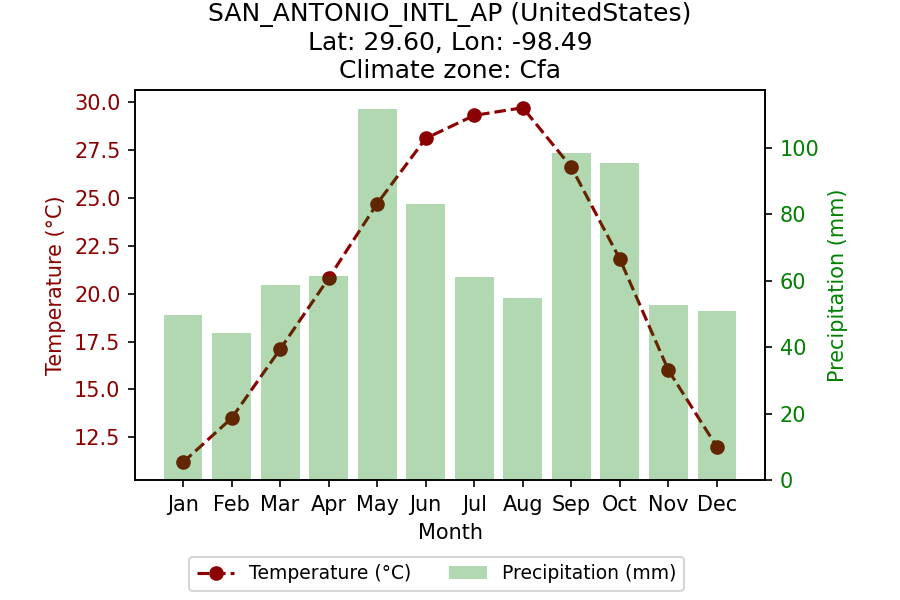 SAN_ANTONIO_INTL_AP (UnitedStates)
Lat: 29.60, Lon: -98.49
Climate zone: Cfa
30.0
27.5
25.0
22.5
20.0
17.5
15.0
12.5
Temperature (°C)
100
80
60
40
20
0
Precipitation (mm)
Jan Feb Mar Apr May Jun Jul Aug Sep Oct Nov Dec
Month
Temperature (°C) Precipitation (mm)